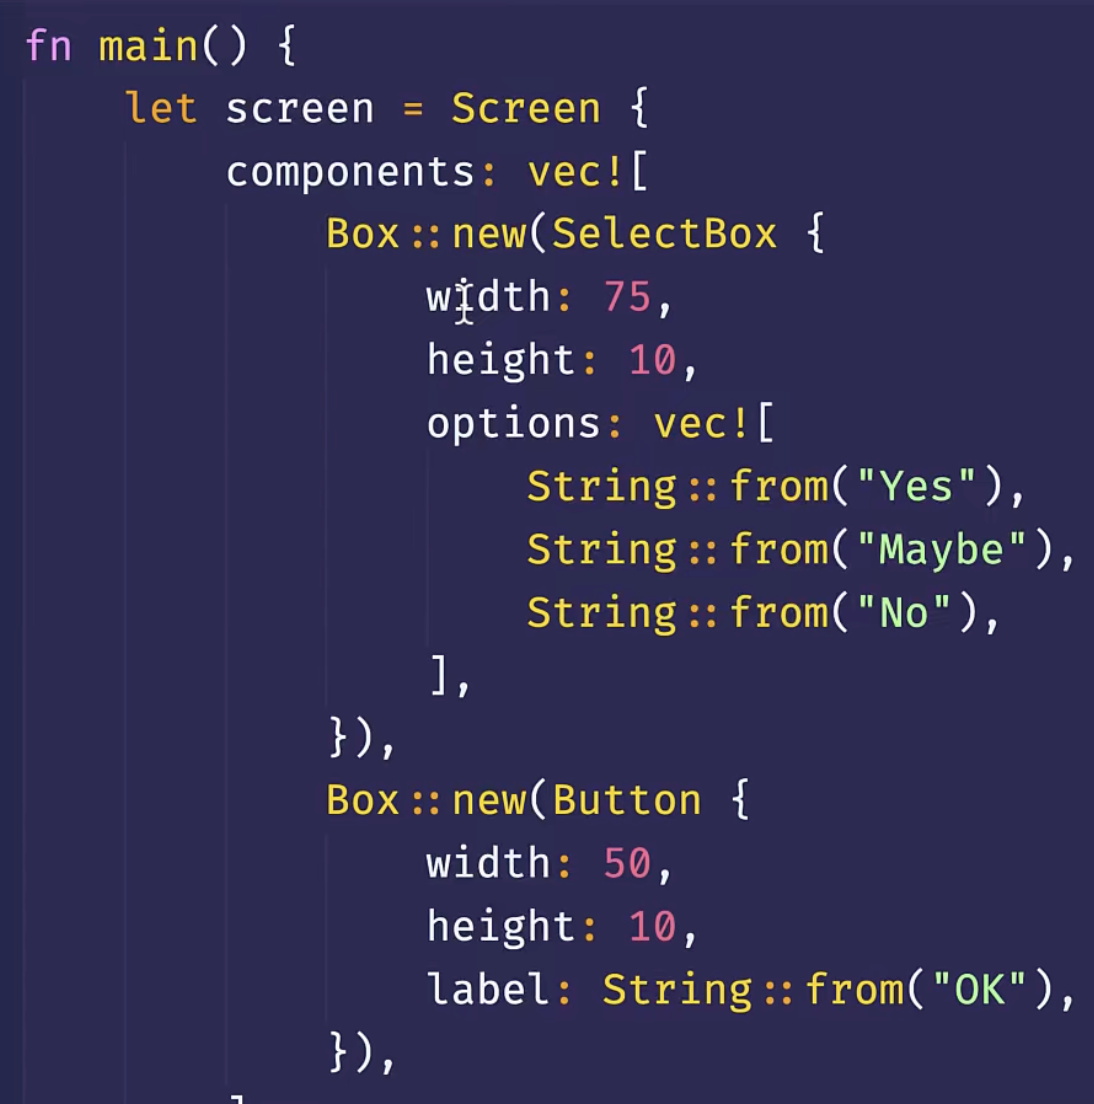 fn main() {
    let screen = Screen {
        components: vec![
            Box::new(SelectBox {
                width: 75,
                height: 10,
                options: vec![
                    String::from("Yes"),
                    String::from("Maybe"),
                    String::from("No"),
                ],
            }),
            Box::new(Button {
                width: 50,
                height: 10,
                label: String::from("OK"),
            }),
        ]